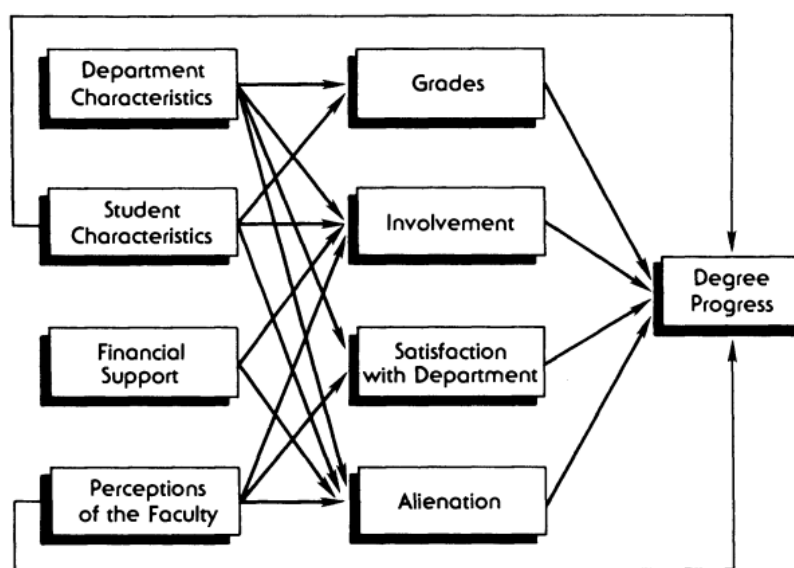 Department
Characteristics
Grades
Student
Characteristics
Involvement
Degree
Progress
Financial
Support
Satisfaction
with Department
Perceptions
of the Faculty
Alienation